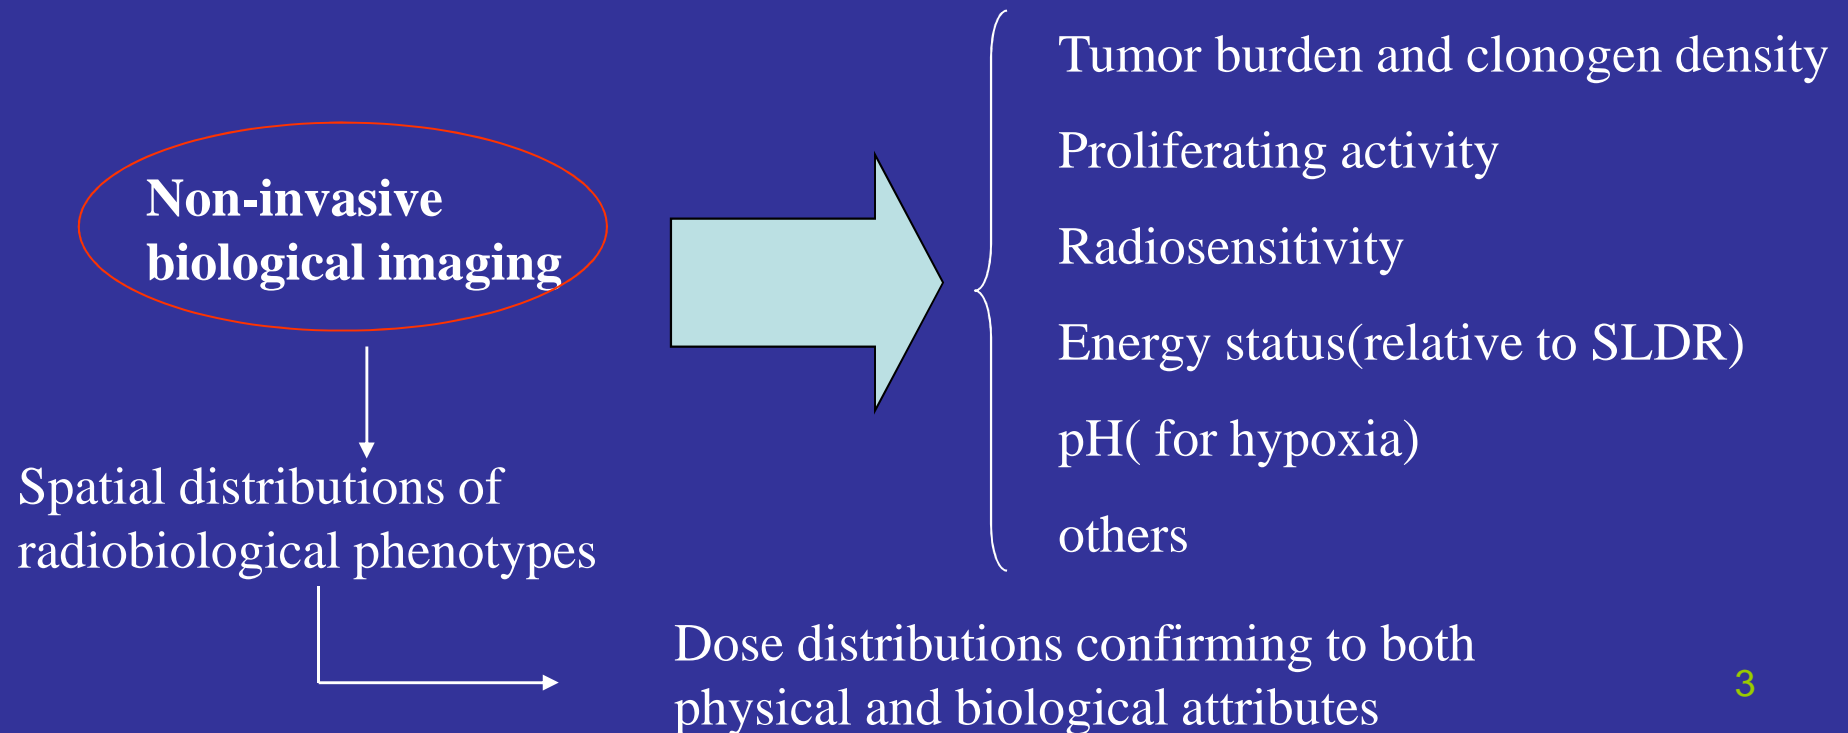 Non-invasive
biological imaging
Spatial distributions of
radiobiological phenotypes
Tumor burden and clonogen density
Proliferating activity
Radiosensitivity
Energy status(relative to SLDR)
pH( for hypoxia)
others
Dose distributions confirming to both
physical and biological attributes
3